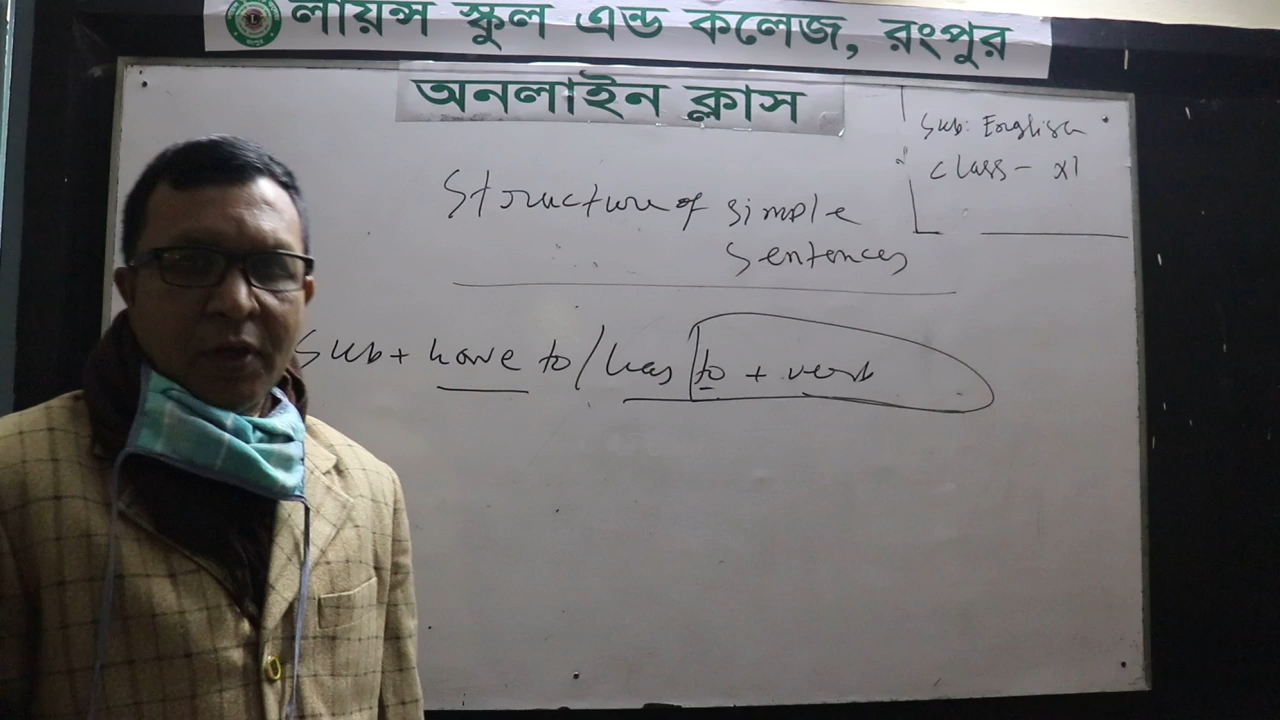 লায়ন্স স্কুল এন্ড কলেজ, রংপুর
অনলাইন ক্লাস
Sub: English
Class - XI
Structure of simple
sentences
Sub + have to / has to + verb